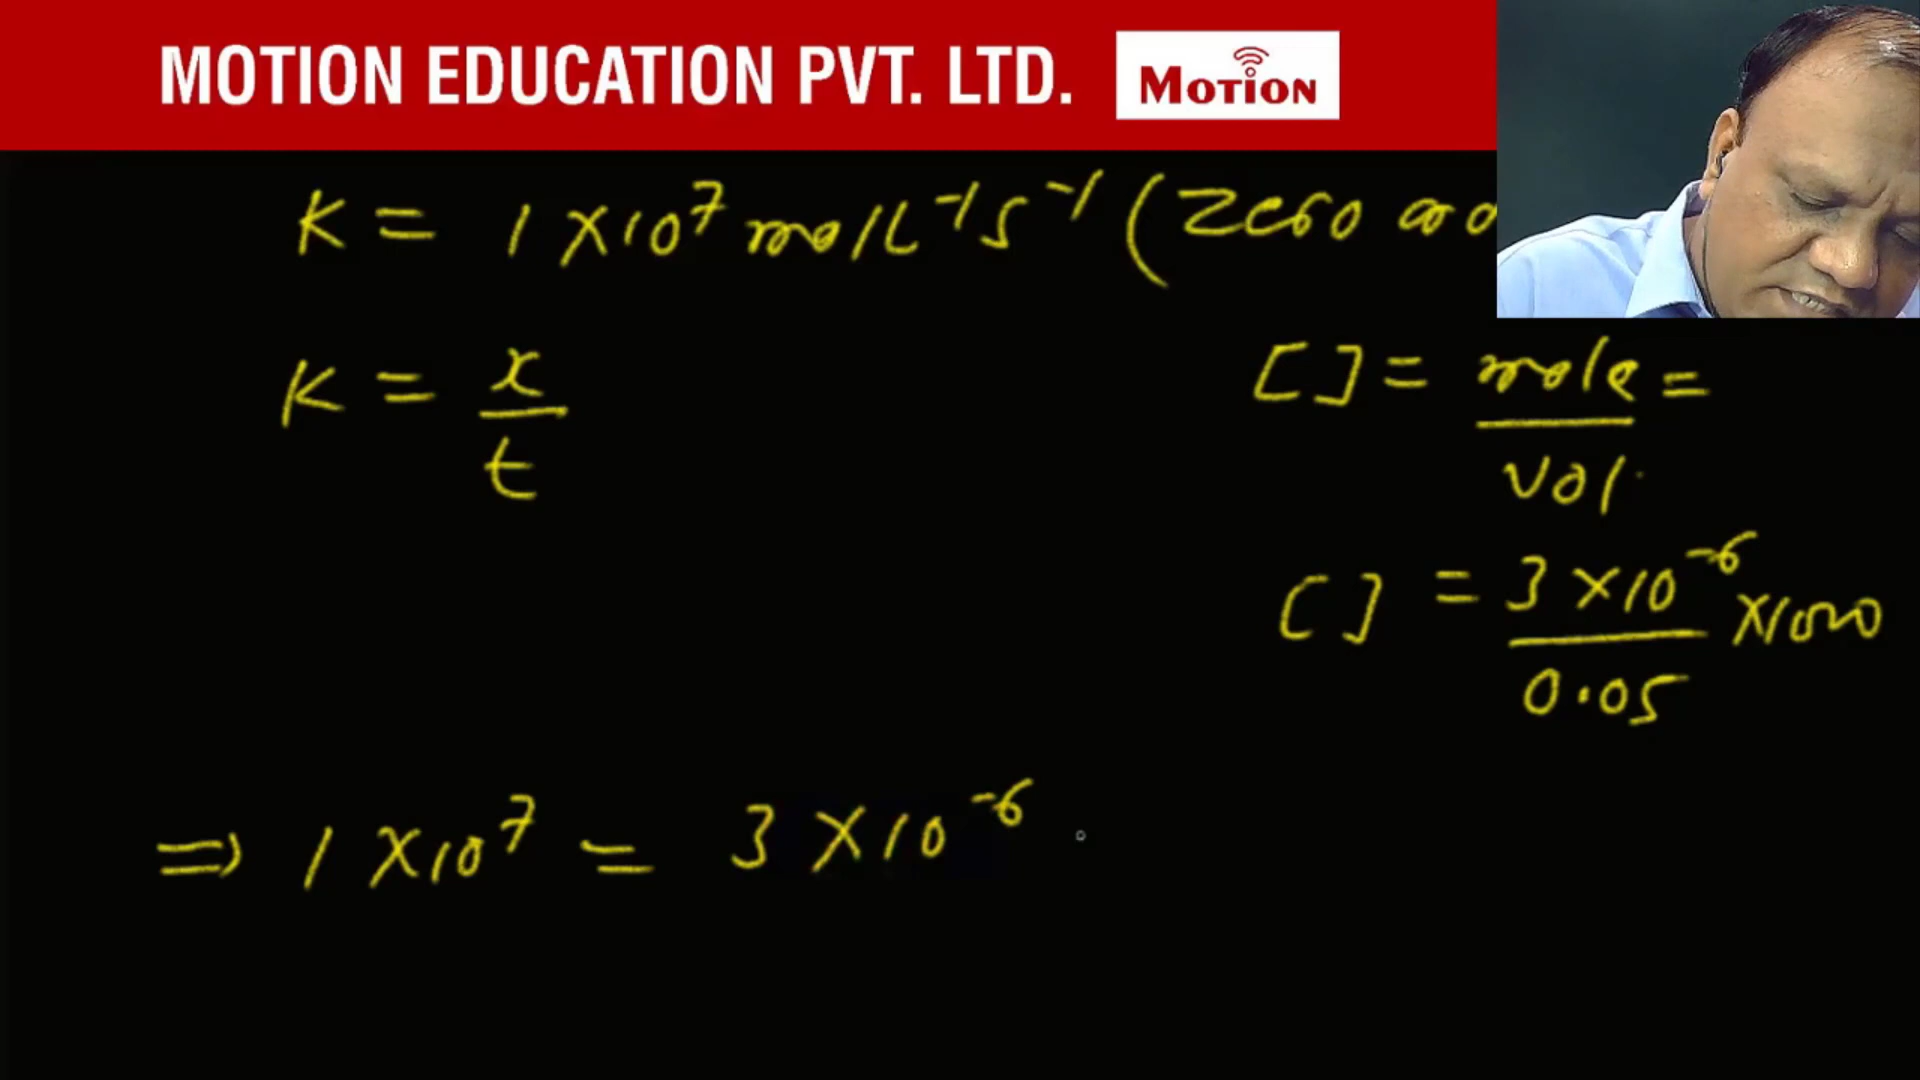 MOTION EDUCATION PVT. LTD.
MOTION
K = 1 × 10⁷ mol L⁻¹ S⁻¹ (Zero
K = x/t
[ ] = mole/vol. =
[ ] = 3 × 10⁻⁶/0.05 × 1000
⇒ 1 × 10⁷ = 3 × 10⁻⁶